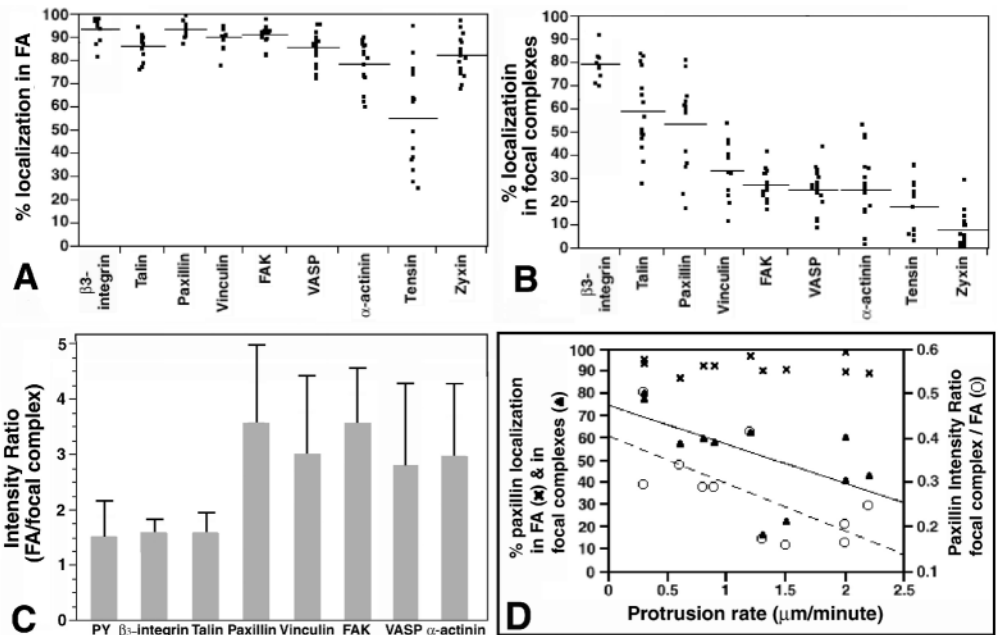 % localization in FA
100
90
80
70
60
50
40
30
20
10
0
β3-
integrin
Talin
Paxillin
Vinculin
FAK
VASP
α-actinin
Tensin
Zyxin
A
% localizatioin
in focal complexes
100
90
80
70
60
50
40
30
20
10
0
β3-
integrin
Talin
Paxillin
Vinculin
FAK
VASP
α-actinin
Tensin
Zyxin
B
Intensity Ratio
(FA/focal complex)
5
4
3
2
1
0
PY β3-integrin Talin Paxillin Vinculin FAK VASP α-actinin
C
% paxillin localization
in FA (✖) & in
focal complexes (▲)
100
90
80
70
60
50
40
30
20
10
0
0 0.5 1 1.5 2 2.5
Protrusion rate (μm/minute)
0.6
0.5
0.4
0.3
0.2
0.1
Paxillin Intensity Ratio
focal complex / FA (○)
D